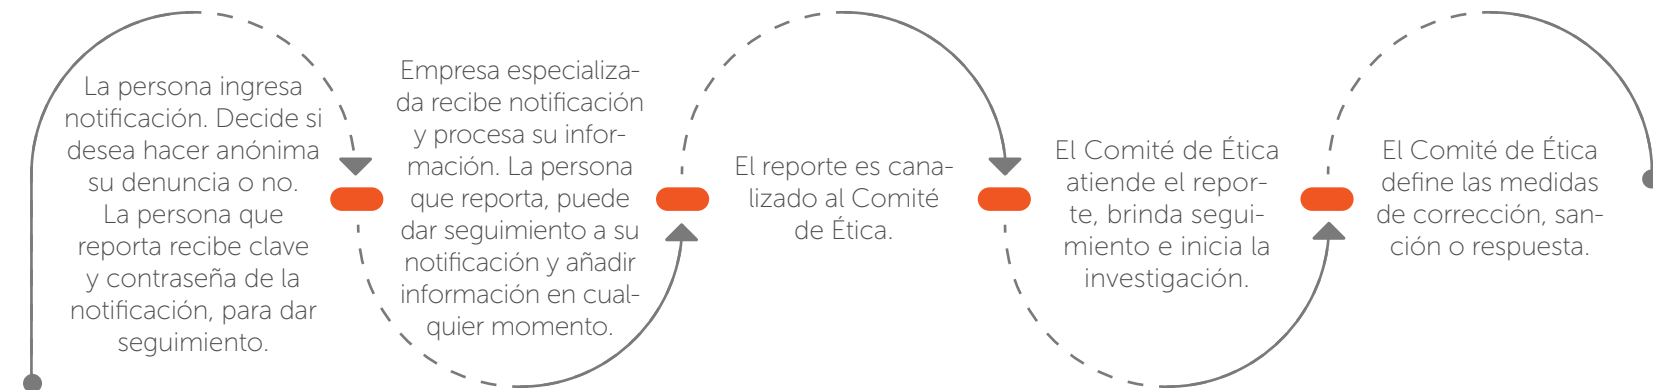 La persona ingresa
notificación. Decide si
desea hacer anónima
su denuncia o no.
La persona que
reporta recibe clave
y contraseña de la
notificación, para dar
seguimiento.
Empresa especializa-
da recibe notificación
y procesa su infor-
mación. La persona
que reporta, puede
dar seguimiento a su
notificación y añadir
información en cual-
quier momento.
El reporte es cana-
lizado al Comité
de Ética.
El Comité de Ética
atiende el repor-
te, brinda segui-
miento e inicia la
investigación.
El Comité de Ética
define las medidas
de corrección, san-
ción o respuesta.